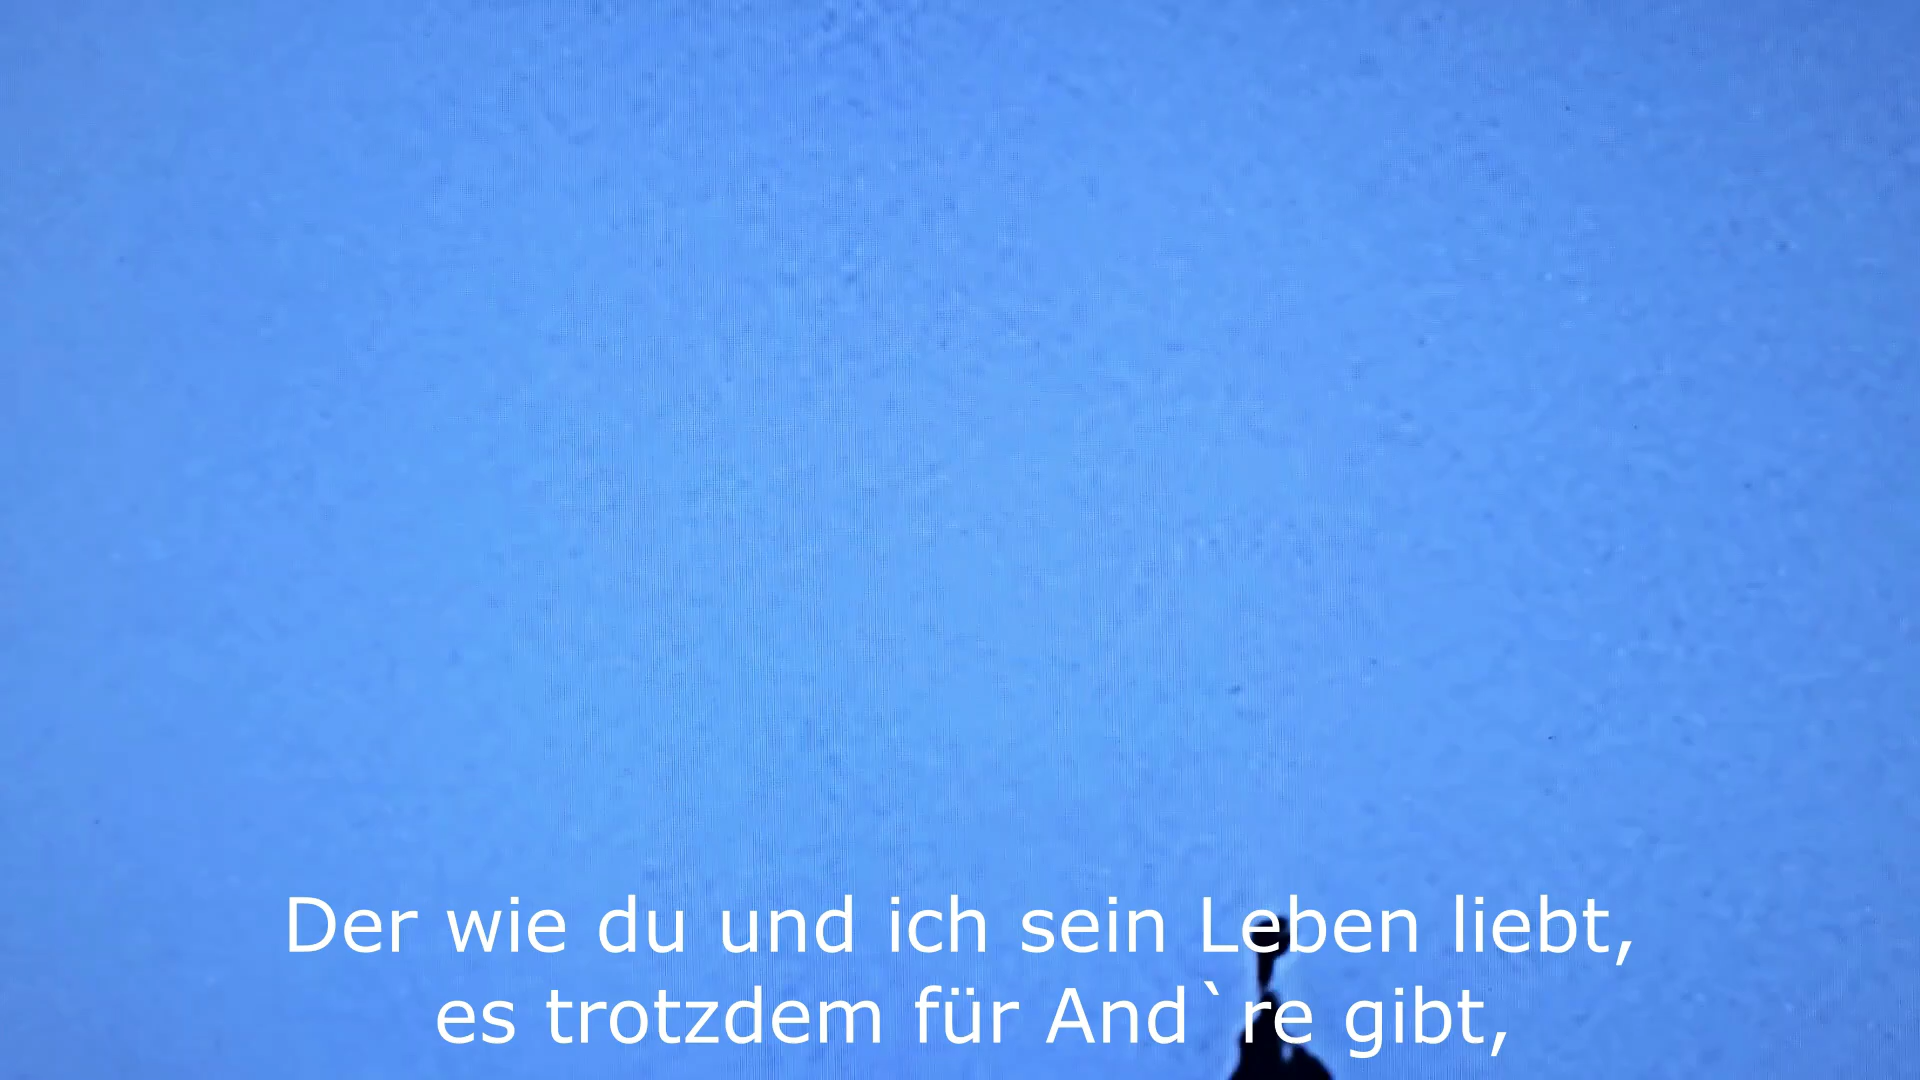 Der wie du und ich sein Leben liebt,
es trotzdem für And`re gibt,